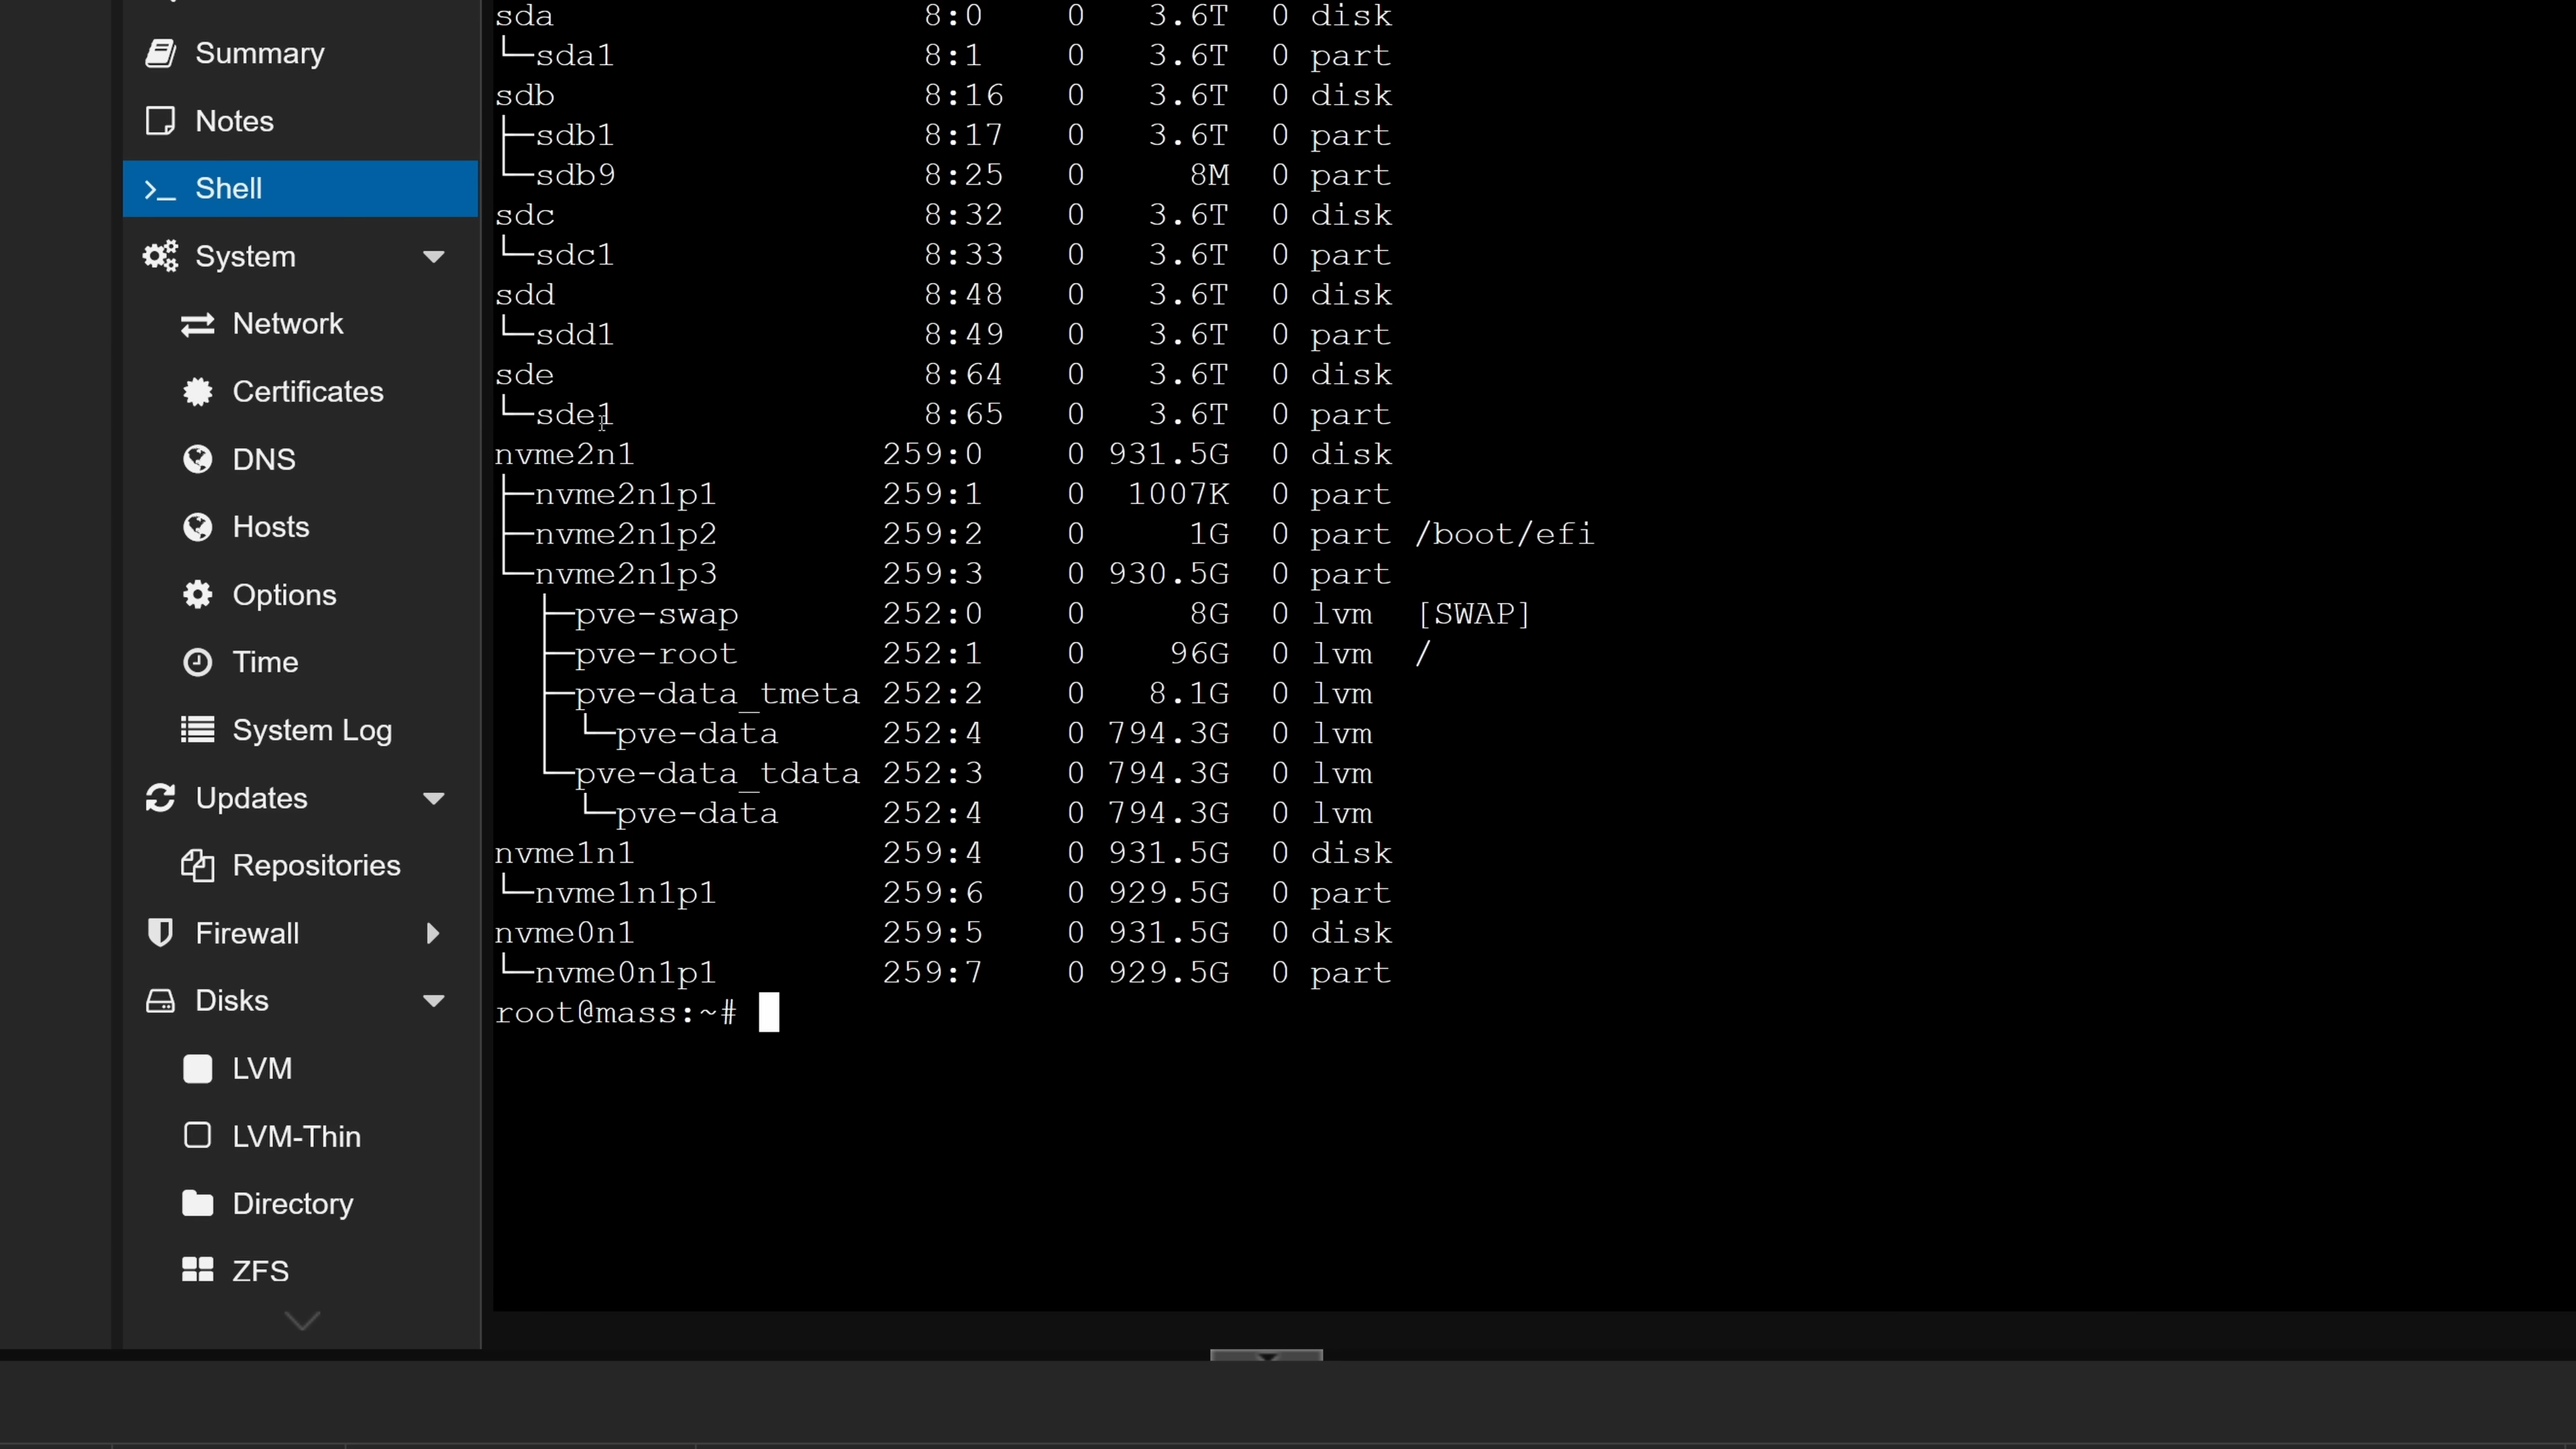 Summary
Notes
Shell
System
Network
Certificates
DNS
Hosts
Options
Time
System Log
Updates
Repositories
Firewall
Disks
LVM
LVM-Thin
Directory
ZFS
sda 8:0 0 3.6T 0 disk
└─sda1 8:1 0 3.6T 0 part
sdb 8:16 0 3.6T 0 disk
├─sdb1 8:17 0 3.6T 0 part
└─sdb9 8:25 0 8M 0 part
sdc 8:32 0 3.6T 0 disk
└─sdc1 8:33 0 3.6T 0 part
sdd 8:48 0 3.6T 0 disk
└─sdd1 8:49 0 3.6T 0 part
sde 8:64 0 3.6T 0 disk
└─sde1 8:65 0 3.6T 0 part
nvme2n1 259:0 0 931.5G 0 disk
├─nvme2n1p1 259:1 0 1007K 0 part
├─nvme2n1p2 259:2 0 1G 0 part /boot/efi
└─nvme2n1p3 259:3 0 930.5G 0 part
├─pve-swap 252:0 0 8G 0 lvm [SWAP]
├─pve-root 252:1 0 96G 0 lvm /
├─pve-data_tmeta 252:2 0 8.1G 0 lvm
│ └─pve-data 252:4 0 794.3G 0 lvm
└─pve-data_tdata 252:3 0 794.3G 0 lvm
└─pve-data 252:4 0 794.3G 0 lvm
nvme1n1 259:4 0 931.5G 0 disk
└─nvme1n1p1 259:6 0 929.5G 0 part
nvme0n1 259:5 0 931.5G 0 disk
└─nvme0n1p1 259:7 0 929.5G 0 part
root@mass:~#